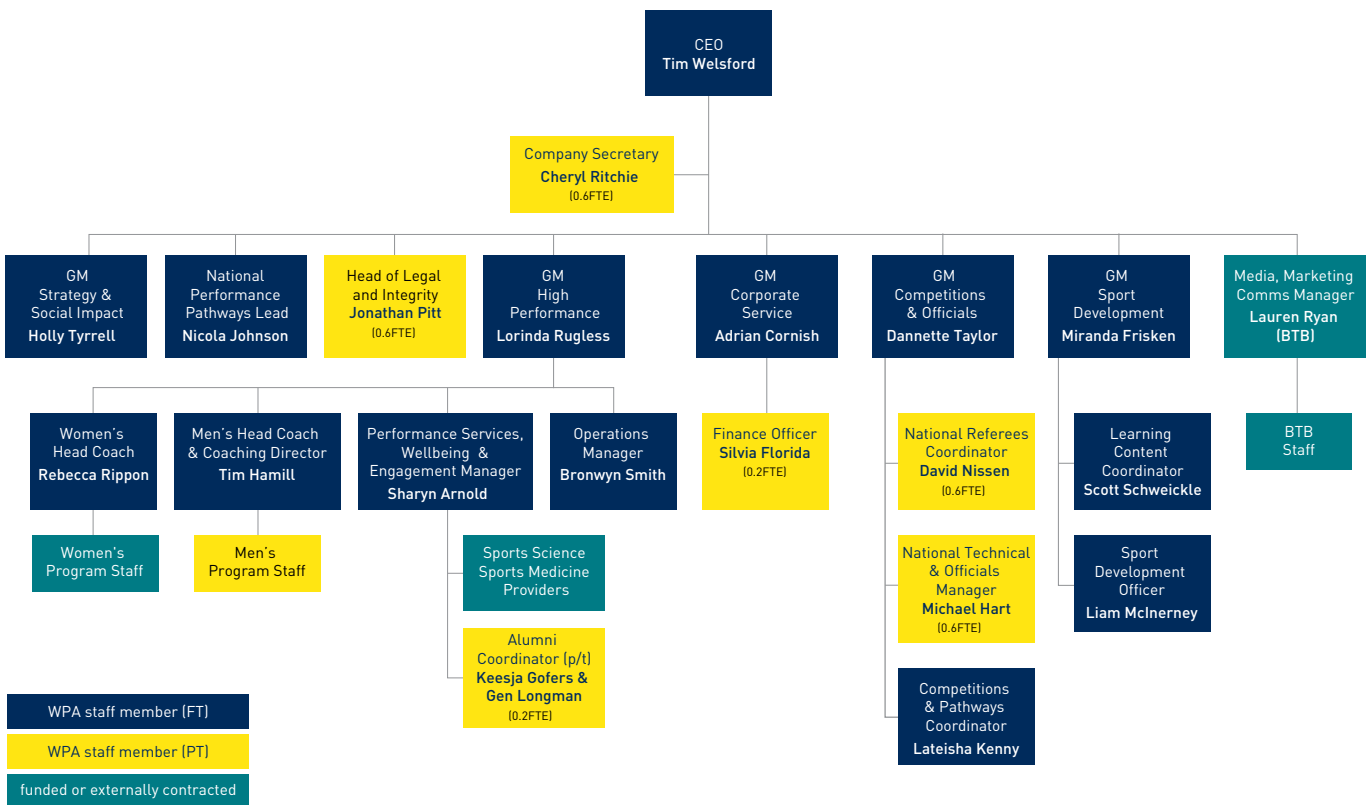 CEO
Tim Welsford
Company Secretary
Cheryl Ritchie
(0.6FTE)
GM
Strategy &
Social Impact
Holly Tyrrell
National
Performance
Pathways Lead
Nicola Johnson
Head of Legal
and Integrity
Jonathan Pitt
(0.6FTE)
GM
High
Performance
Lorinda Rugless
GM
Corporate
Service
Adrian Cornish
GM
Competitions
& Officials
Dannette Taylor
GM
Sport
Development
Miranda Frisken
Media, Marketing
Comms Manager
Lauren Ryan
(BTB)
Women's
Head Coach
Rebecca Rippon
Men's Head Coach
& Coaching Director
Tim Hamill
Performance Services,
Wellbeing &
Engagement Manager
Sharyn Arnold
Operations
Manager
Bronwyn Smith
Finance Officer
Silvia Florida
(0.2FTE)
National Referees
Coordinator
David Nissen
(0.6FTE)
Learning
Content
Coordinator
Scott Schweickle
BTB
Staff
Women's
Program Staff
Men's
Program Staff
Sports Science
Sports Medicine
Providers
National Technical
& Officials
Manager
Michael Hart
(0.6FTE)
Sport
Development
Officer
Liam McInerney
Alumni
Coordinator (p/t)
Keesja Gofers &
Gen Longman
(0.2FTE)
Competitions
& Pathways
Coordinator
Lateisha Kenny
WPA staff member (FT)
WPA staff member (PT)
funded or externally contracted